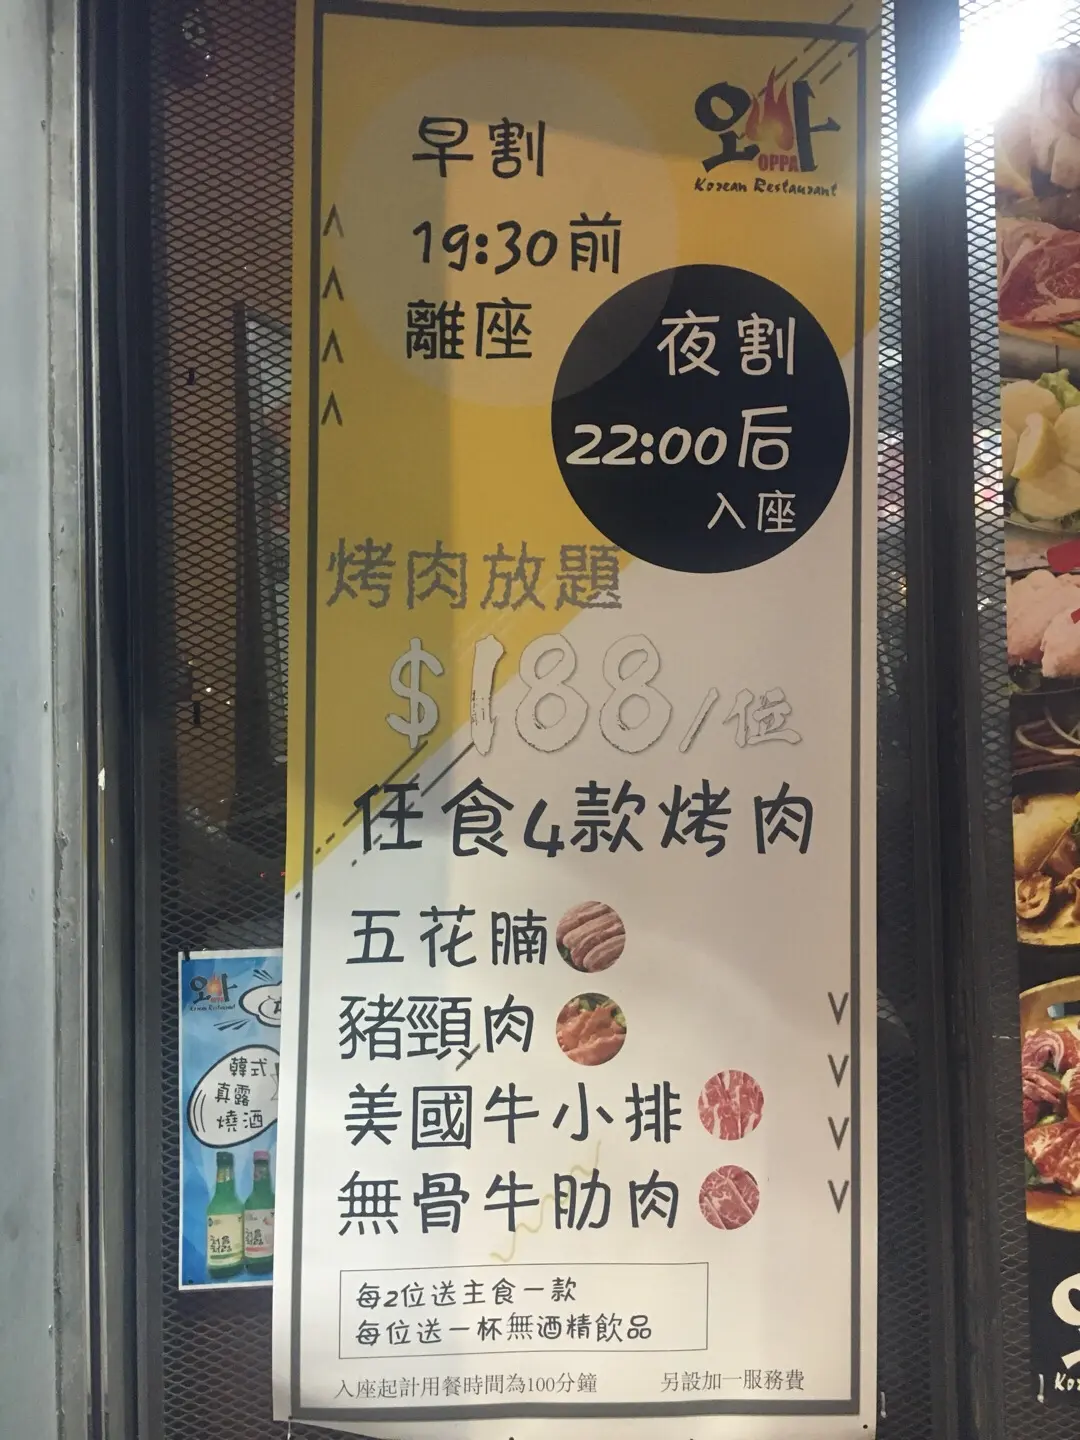 오빠
OPPA
Korean Restaurant
早割
19:30前
離座
夜割
22:00后
入座
烤肉放題
$188/位
任食4款烤肉
五花腩
豬頸肉
美國牛小排
無骨牛肋肉
每2位送主食一款
每位送一杯無酒精飲品
入座起計用餐時間為100分鐘
另設加一服務費
韓式
真露
燒酒